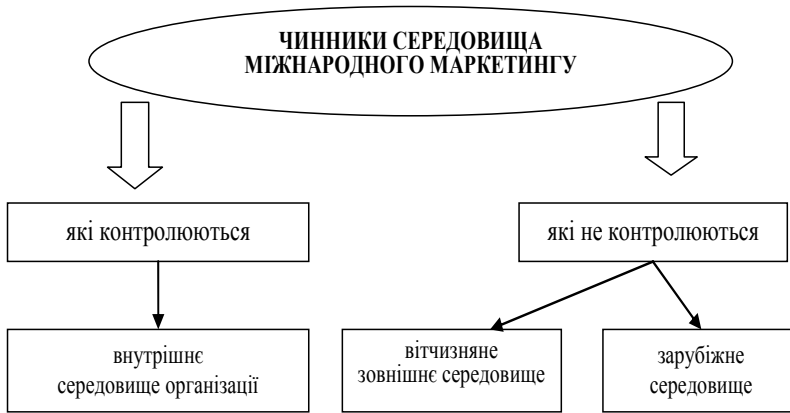 ЧИННИКИ СЕРЕДОВИЩА
МІЖНАРОДНОГО МАРКЕТИНГУ
які контролюються
які не контролюються
внутрішнє
середовище організації
вітчизняне
зовнішнє середовище
зарубіжне
середовище